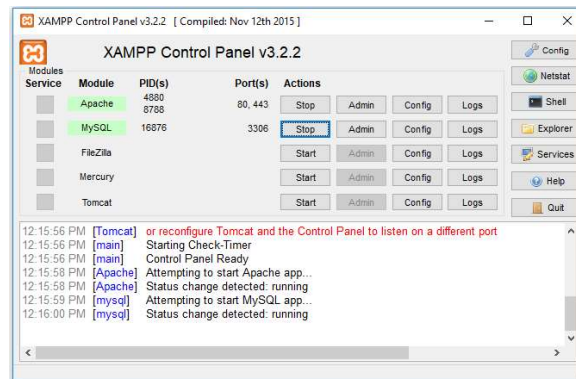 XAMPP Control Panel v3.2.2 [ Compiled: Nov 12th 2015 ]
XAMPP Control Panel v3.2.2
Config
Modules
Service Module PID(s) Port(s) Actions
Netstat
Apache 4880 8788 80, 443 Stop Admin Config Logs
Shell
MySQL 16876 3306 Stop Admin Config Logs
Explorer
FileZilla Start Admin Config Logs
Services
Mercury Start Admin Config Logs
Help
Tomcat Start Admin Config Logs
Quit
12:15:56 PM [Tomcat] or reconfigure Tomcat and the Control Panel to listen on a different port
12:15:56 PM [main] Starting Check-Timer
12:15:56 PM [main] Control Panel Ready
12:15:58 PM [Apache] Attempting to start Apache app...
12:15:58 PM [Apache] Status change detected: running
12:15:59 PM [mysql] Attempting to start MySQL app...
12:16:00 PM [mysql] Status change detected: running